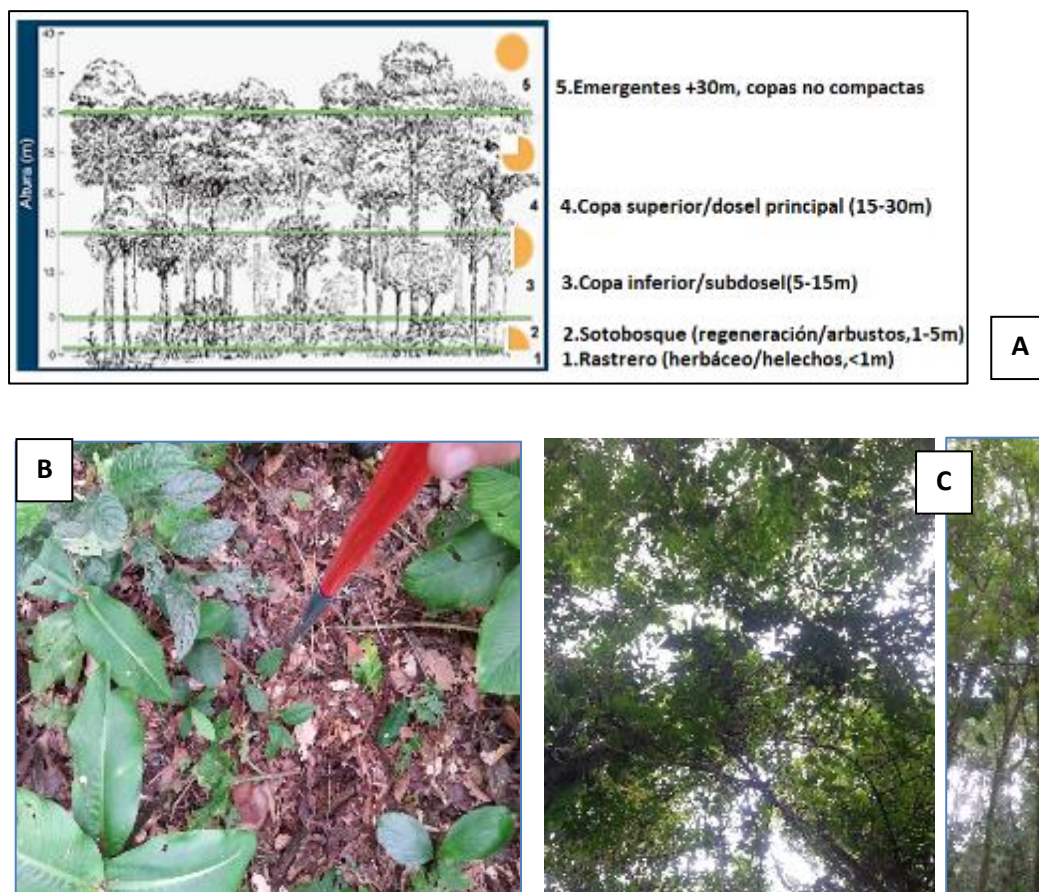 40
5
5.Emergentes +30m, copas no compactas
35
30
25
4
4.Copa superior/dosel principal (15-30m)
20
15
Altura (m)
10
3
3.Copa inferior/subdosel(5-15m)
5
2
2.Sotobosque (regeneración/arbustos,1-5m)
0
1
1.Rastrero (herbáceo/helechos,<1m)
A
B
C